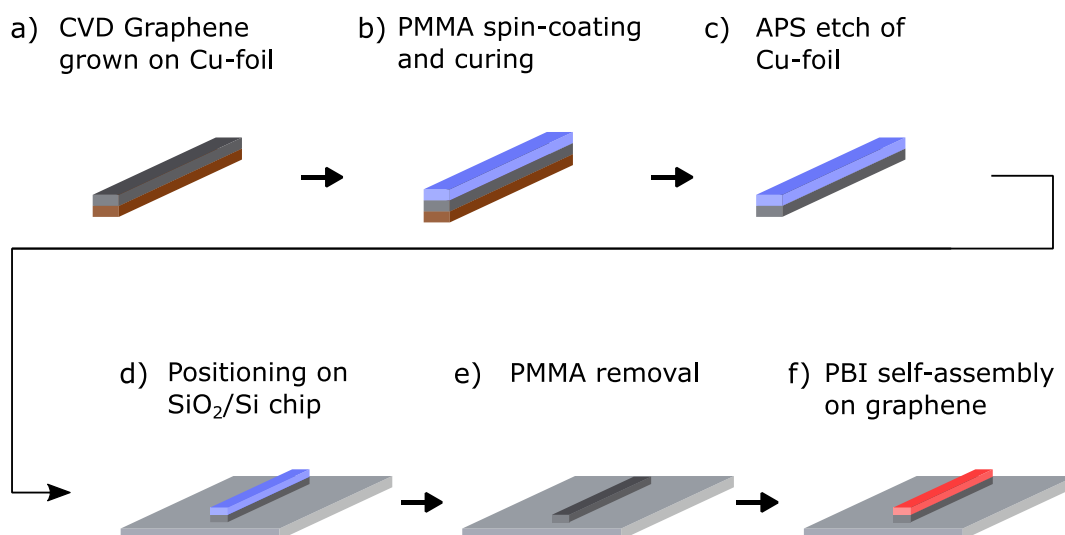 a) CVD Graphene
grown on Cu-foil
b) PMMA spin-coating
and curing
c) APS etch of
Cu-foil
d) Positioning on
SiO₂/Si chip
e) PMMA removal
f) PBI self-assembly
on graphene